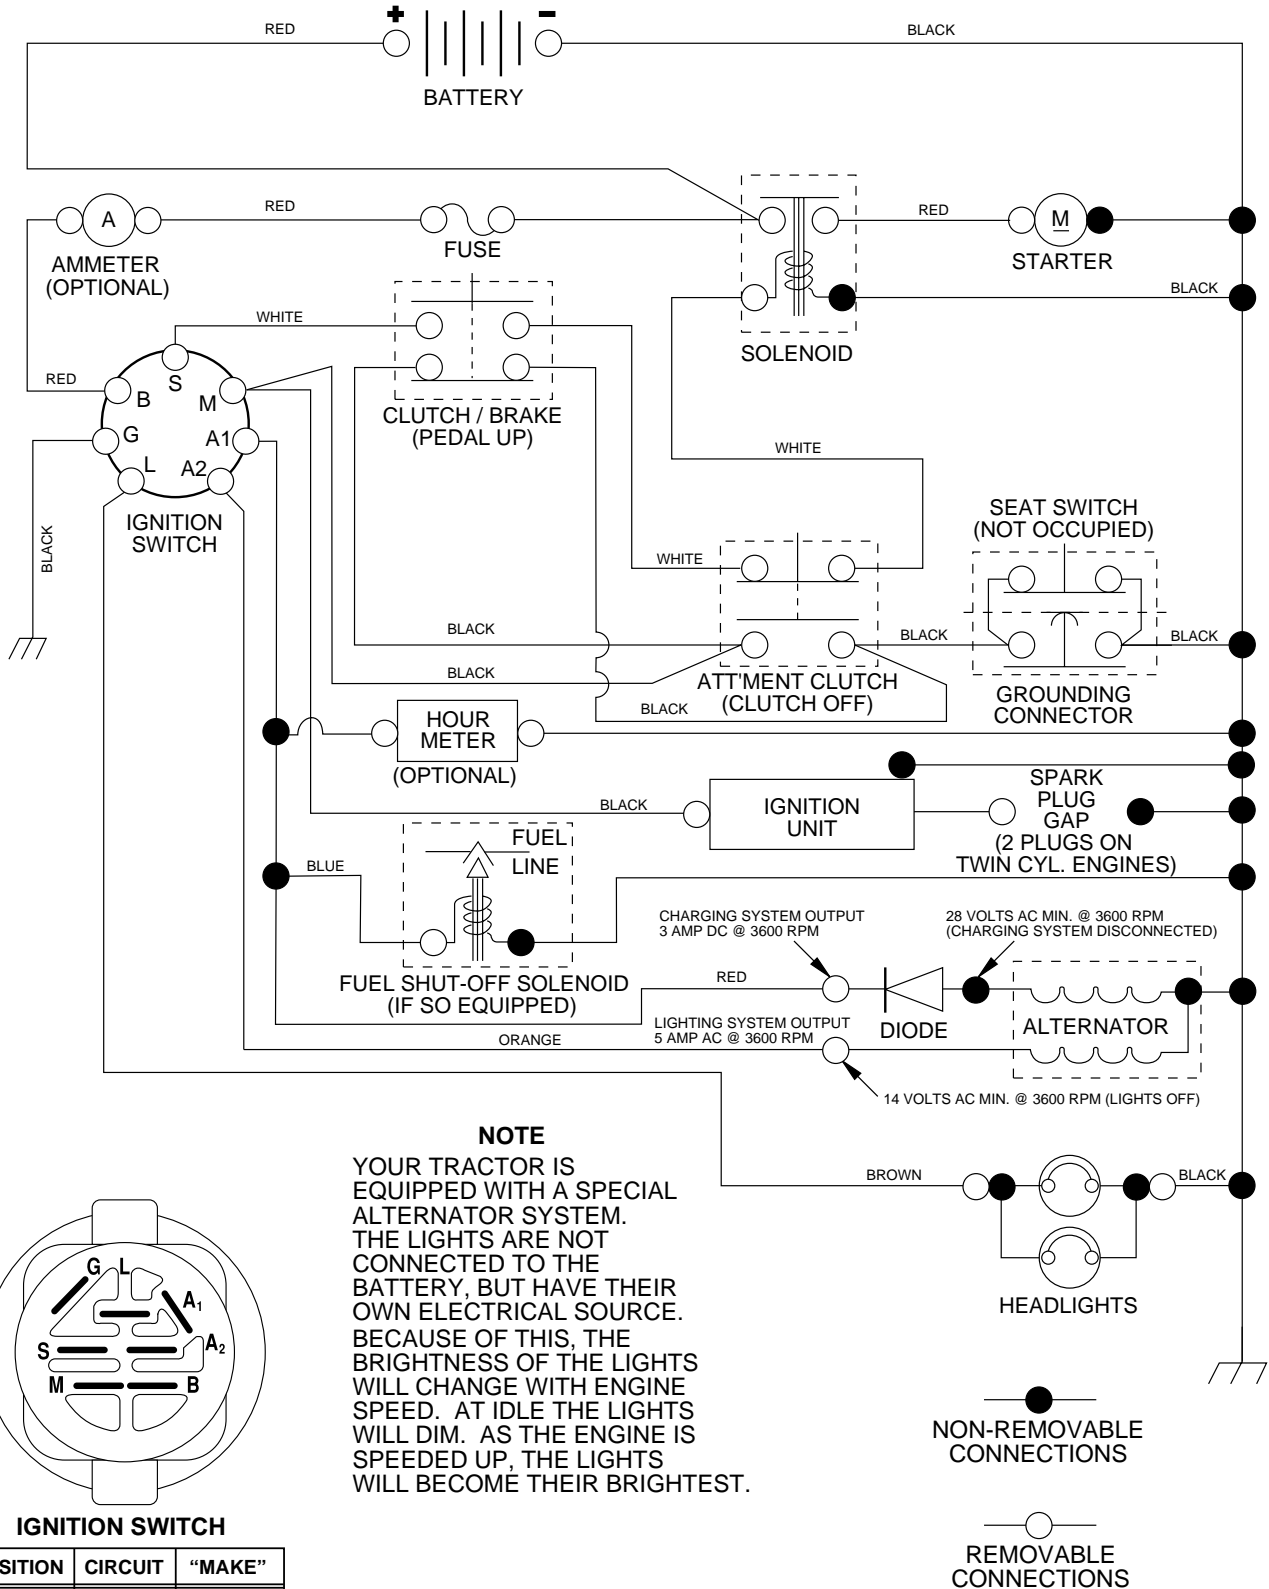 + -
RED
BLACK
BATTERY
A
RED
RED
M
FUSE
AMMETER
(OPTIONAL)
STARTER
BLACK
WHITE
SOLENOID
RED
S
B
M
G
A1
L
A2
CLUTCH / BRAKE
(PEDAL UP)
WHITE
IGNITION
SWITCH
BLACK
SEAT SWITCH
(NOT OCCUPIED)
WHITE
BLACK
BLACK
BLACK
BLACK
ATT'MENT CLUTCH
(CLUTCH OFF)
BLACK
GROUNDING
CONNECTOR
HOUR
METER
(OPTIONAL)
BLACK
IGNITION
UNIT
SPARK
PLUG
GAP
(2 PLUGS ON
TWIN CYL. ENGINES)
FUEL
LINE
BLUE
CHARGING SYSTEM OUTPUT
3 AMP DC @ 3600 RPM
28 VOLTS AC MIN. @ 3600 RPM
(CHARGING SYSTEM DISCONNECTED)
FUEL SHUT-OFF SOLENOID
(IF SO EQUIPPED)
RED
DIODE
ALTERNATOR
LIGHTING SYSTEM OUTPUT
5 AMP AC @ 3600 RPM
ORANGE
14 VOLTS AC MIN. @ 3600 RPM (LIGHTS OFF)
NOTE
YOUR TRACTOR IS
EQUIPPED WITH A SPECIAL
ALTERNATOR SYSTEM.
THE LIGHTS ARE NOT
CONNECTED TO THE
BATTERY, BUT HAVE THEIR
OWN ELECTRICAL SOURCE.
BECAUSE OF THIS, THE
BRIGHTNESS OF THE LIGHTS
WILL CHANGE WITH ENGINE
SPEED. AT IDLE THE LIGHTS
WILL DIM. AS THE ENGINE IS
SPEEDED UP, THE LIGHTS
WILL BECOME THEIR BRIGHTEST.
BROWN
BLACK
HEADLIGHTS
G L
A1
S
A2
M
B
IGNITION SWITCH
NON-REMOVABLE
CONNECTIONS
REMOVABLE
CONNECTIONS
SITION CIRCUIT “MAKE”